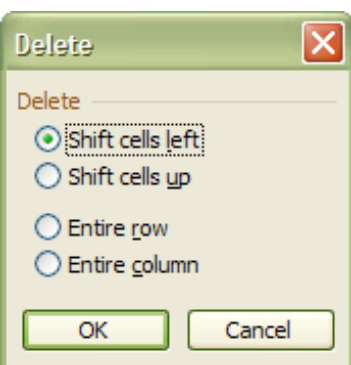 Delete
Delete
Shift cells left
Shift cells up
Entire row
Entire column
OK Cancel